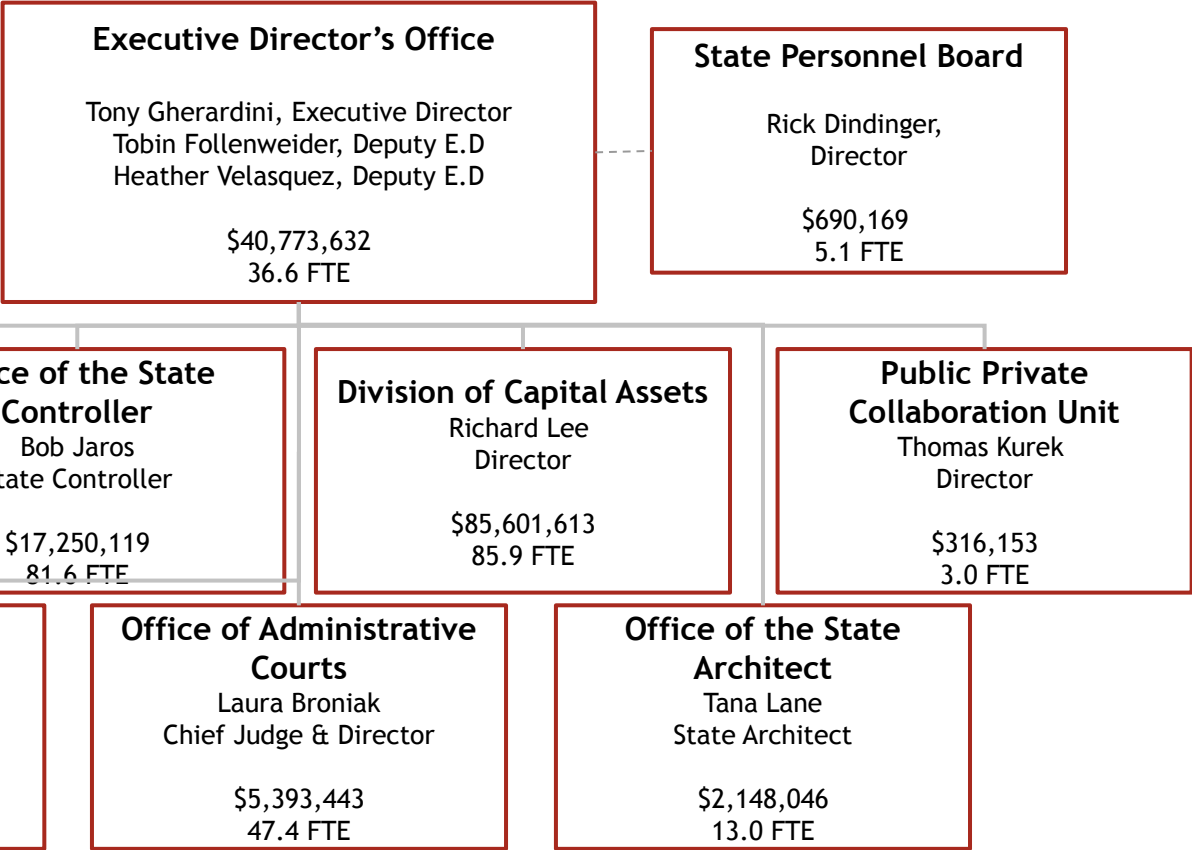 Executive Director’s Office
Tony Gherardini, Executive Director
Tobin Follenweider, Deputy E.D
Heather Velasquez, Deputy E.D
$40,773,632
36.6 FTE
State Personnel Board
Rick Dindinger,
Director
$690,169
5.1 FTE
ce of the State
Controller
Bob Jaros
tate Controller
$17,250,119
81.6 FTE
Division of Capital Assets
Richard Lee
Director
$85,601,613
85.9 FTE
Public Private
Collaboration Unit
Thomas Kurek
Director
$316,153
3.0 FTE
Office of Administrative
Courts
Laura Broniak
Chief Judge & Director
$5,393,443
47.4 FTE
Office of the State
Architect
Tana Lane
State Architect
$2,148,046
13.0 FTE